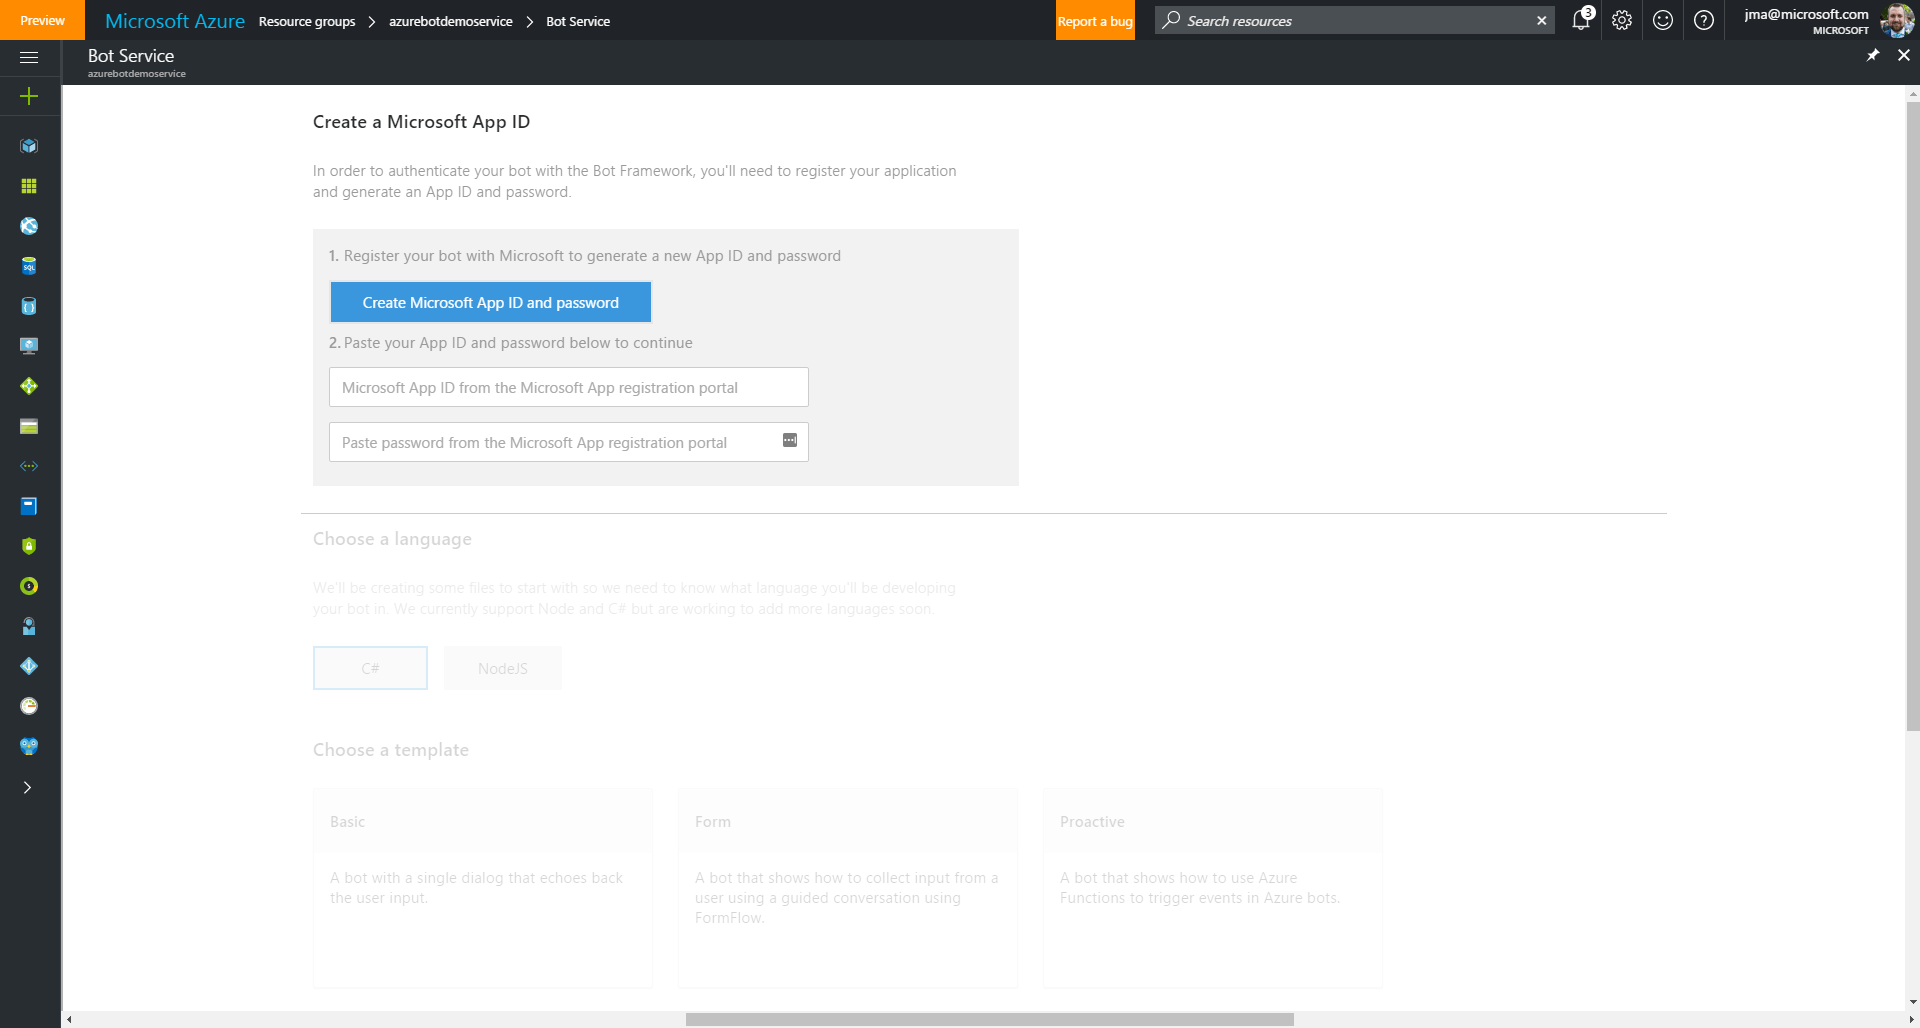 Preview
Microsoft Azure Resource groups azurebotdemoservice Bot Service
Report a bug
Search resources
3
jma@microsoft.com
MICROSOFT
Bot Service
azurebotdemoservice
Create a Microsoft App ID
In order to authenticate your bot with the Bot Framework, you'll need to register your application
and generate an App ID and password.
1. Register your bot with Microsoft to generate a new App ID and password
Create Microsoft App ID and password
2. Paste your App ID and password below to continue
Microsoft App ID from the Microsoft App registration portal
Paste password from the Microsoft App registration portal
Choose a language
We'll be creating some files to start with so we need to know what language you'll be developing
your bot in. We currently support Node and C# but are working to add more languages soon.
C#
NodeJS
Choose a template
Basic
A bot with a single dialog that echoes back
the user input.
Form
A bot that shows how to collect input from a
user using a guided conversation using
FormFlow.
Proactive
A bot that shows how to use Azure
Functions to trigger events in Azure bots.
SQL